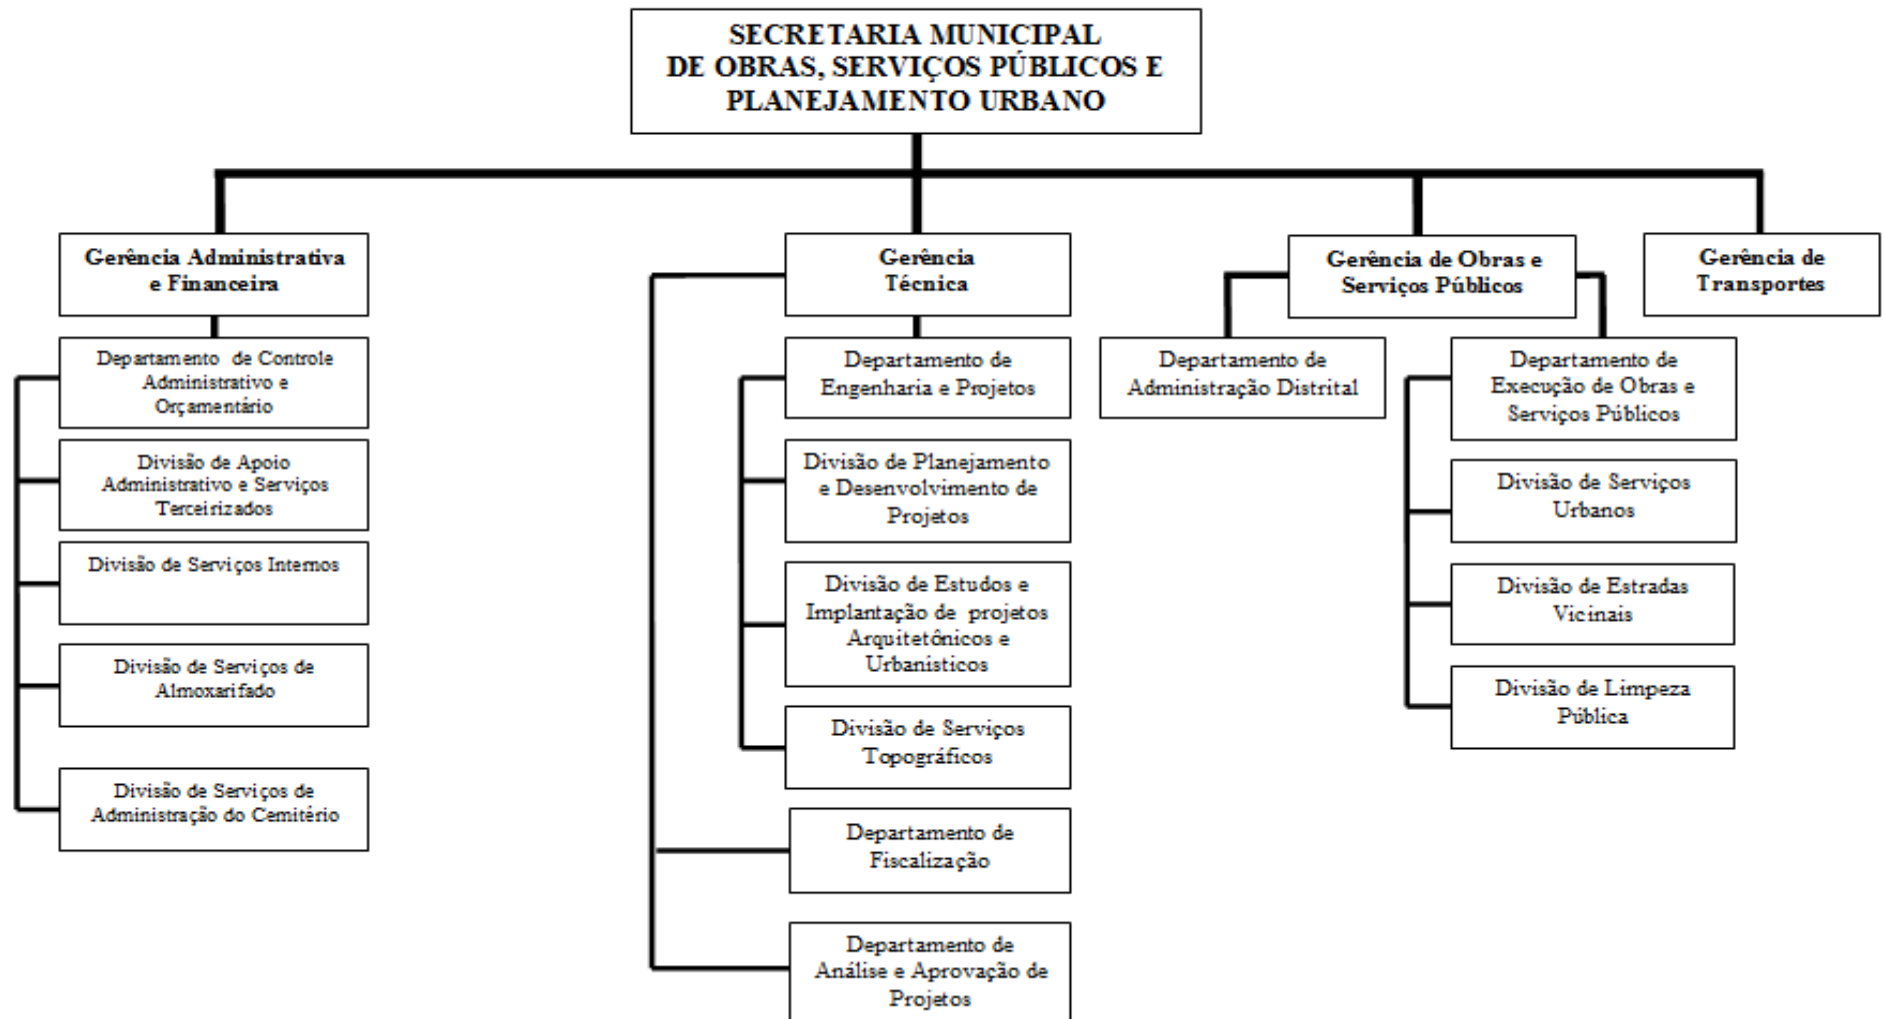 SECRETARIA MUNICIPAL
DE OBRAS, SERVIÇOS PÚBLICOS E
PLANEJAMENTO URBANO
Gerência Administrativa
e Financeira
Departamento de Controle
Administrativo e
Orçamentário
Divisão de Apoio
Administrativo e Serviços
Terceirizados
Divisão de Serviços Internos
Divisão de Serviços de
Almoxarifado
Divisão de Serviços de
Administração do Cemitério
Gerência
Técnica
Departamento de
Engenharia e Projetos
Divisão de Planejamento
e Desenvolvimento de
Projetos
Divisão de Estudos e
Implantação de projetos
Arquitetônicos e
Urbanísticos
Divisão de Serviços
Topográficos
Departamento de
Fiscalização
Departamento de
Análise e Aprovação de
Projetos
Gerência de Obras e
Serviços Públicos
Departamento de
Administração Distrital
Departamento de
Execução de Obras e
Serviços Públicos
Divisão de Serviços
Urbanos
Divisão de Estradas
Vicinais
Divisão de Limpeza
Pública
Gerência de
Transportes